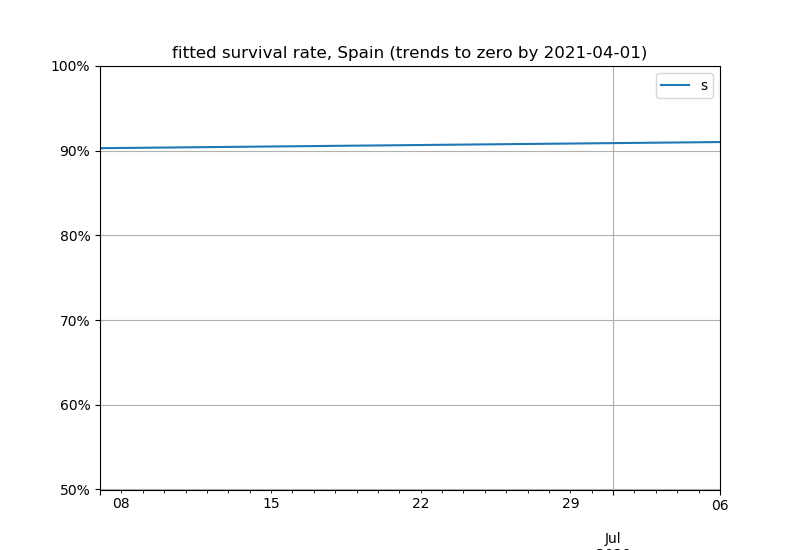 fitted survival rate, Spain (trends to zero by 2021-04-01)
100%
s
90%
80%
70%
60%
50%
08 15 22 29 06
Jul